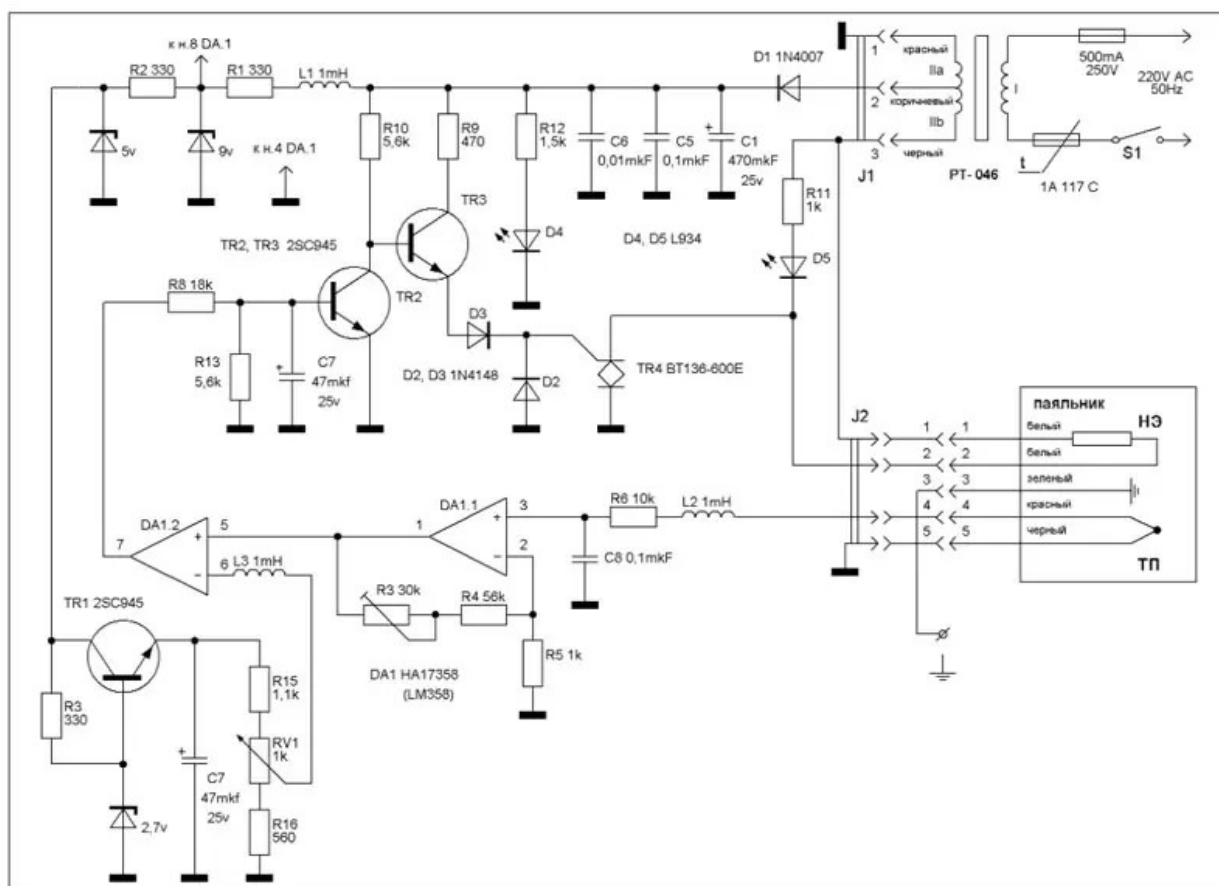 к н.8 DA.1
R2 330
R1 330
L1 1mH
5v
9v
к н.4 DA.1
R10
5,6k
R9
470
R12
1,5k
C6
0,01mkF
C5
0,1mkF
+
C1
470mkF
25v
D1 1N4007
1
2
3
J1
красный
IIa
коричневый
IIb
черный
I
PT- 046
500mA
250V
220V AC
50Hz
t
1A 117 C
S1
R11
1k
D5
TR3
TR2, TR3 2SC945
TR2
D4
D4, D5 L934
R8 18k
R13
5,6k
+
C7
47mkf
25v
D3
D2, D3 1N4148
D2
TR4 BT136-600E
J2
паяльник
НЭ
1
1
белый
2
2
белый
3
3
зеленый
4
4
красный
5
5
черный
ТП
DA1.2
7
5
+
6
−
L3 1mH
DA1.1
1
+
3
−
2
R6 10k
L2 1mH
C8 0,1mkF
R3 30k
R4 56k
R5 1k
DA1 HA17358
(LM358)
TR1 2SC945
R3
330
2,7v
+
C7
47mkf
25v
R15
1,1k
RV1
1k
R16
560